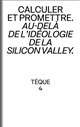 CALCULER
ET PROMETTRE.
AU-DELÀ
DE L'IDÉOLOGIE
DE LA
SILICON VALLEY.
TÈQUE
4